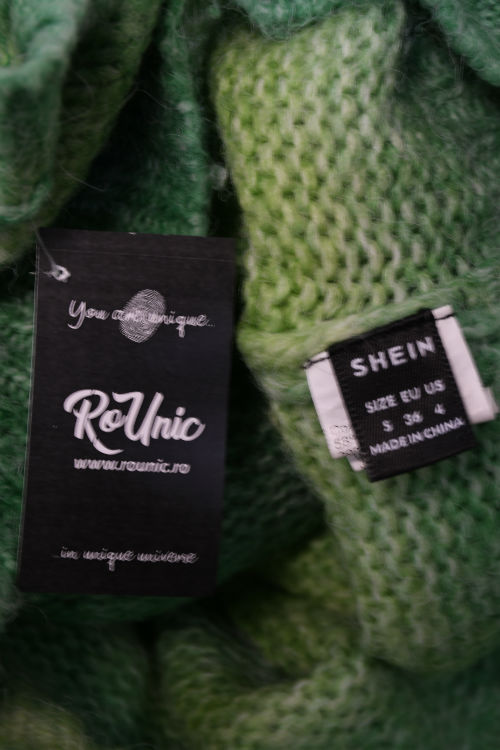 You are unique...
RoUnic
www.rounic.ro
...in unique universe
SHEIN
SIZE EU US
S 36 4
MADE IN CHINA